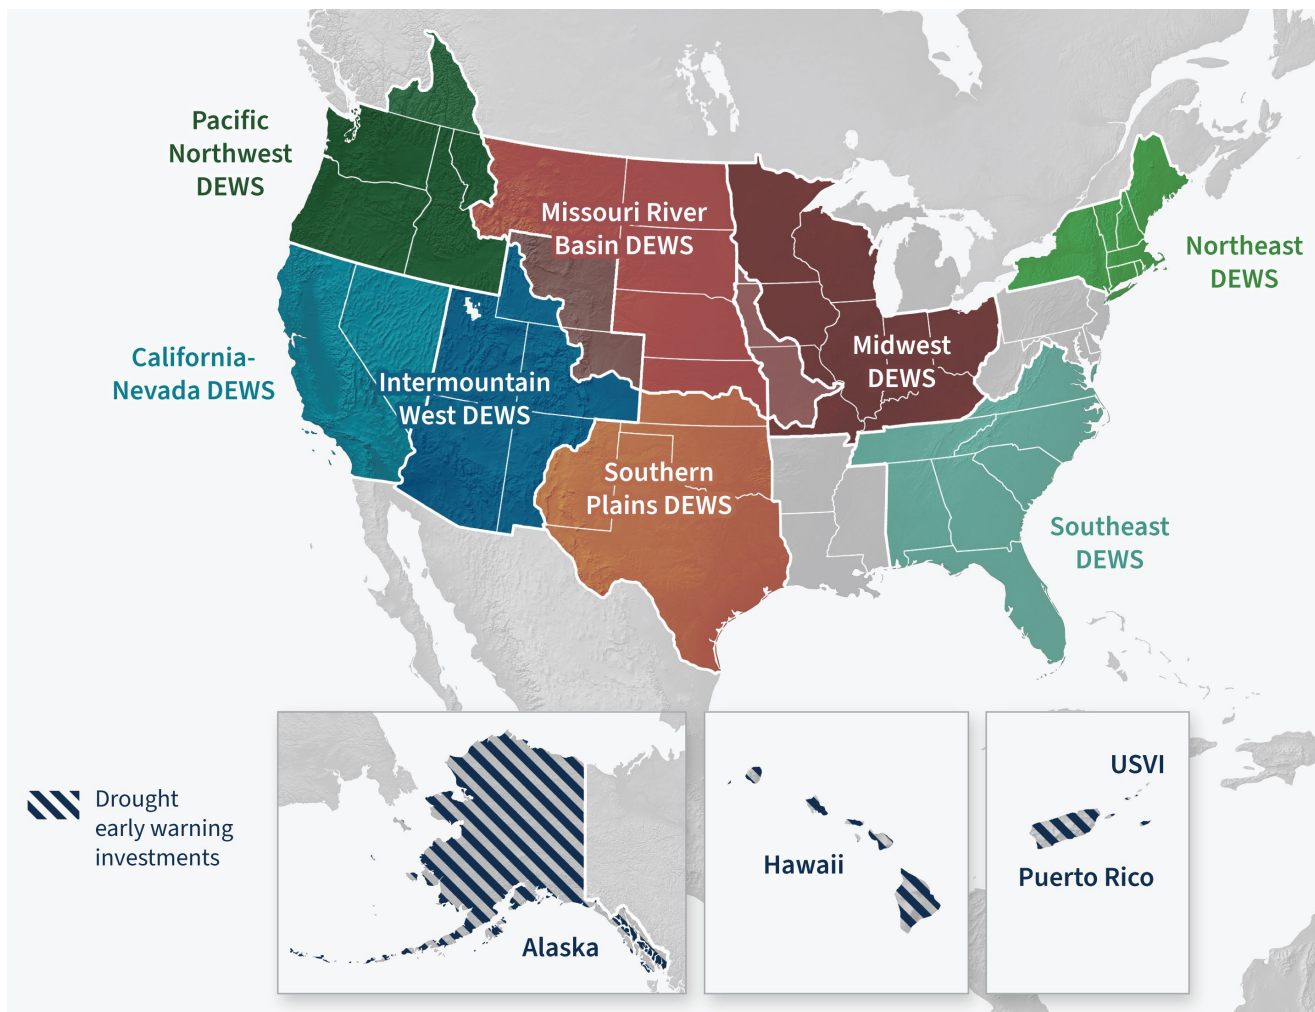 Pacific
Northwest
DEWS
Missouri River
Basin DEWS
Northeast
DEWS
California-
Nevada DEWS
Midwest
DEWS
Intermountain
West DEWS
Southern
Plains DEWS
Southeast
DEWS
Drought
early warning
investments
Alaska
Hawaii
USVI
Puerto Rico